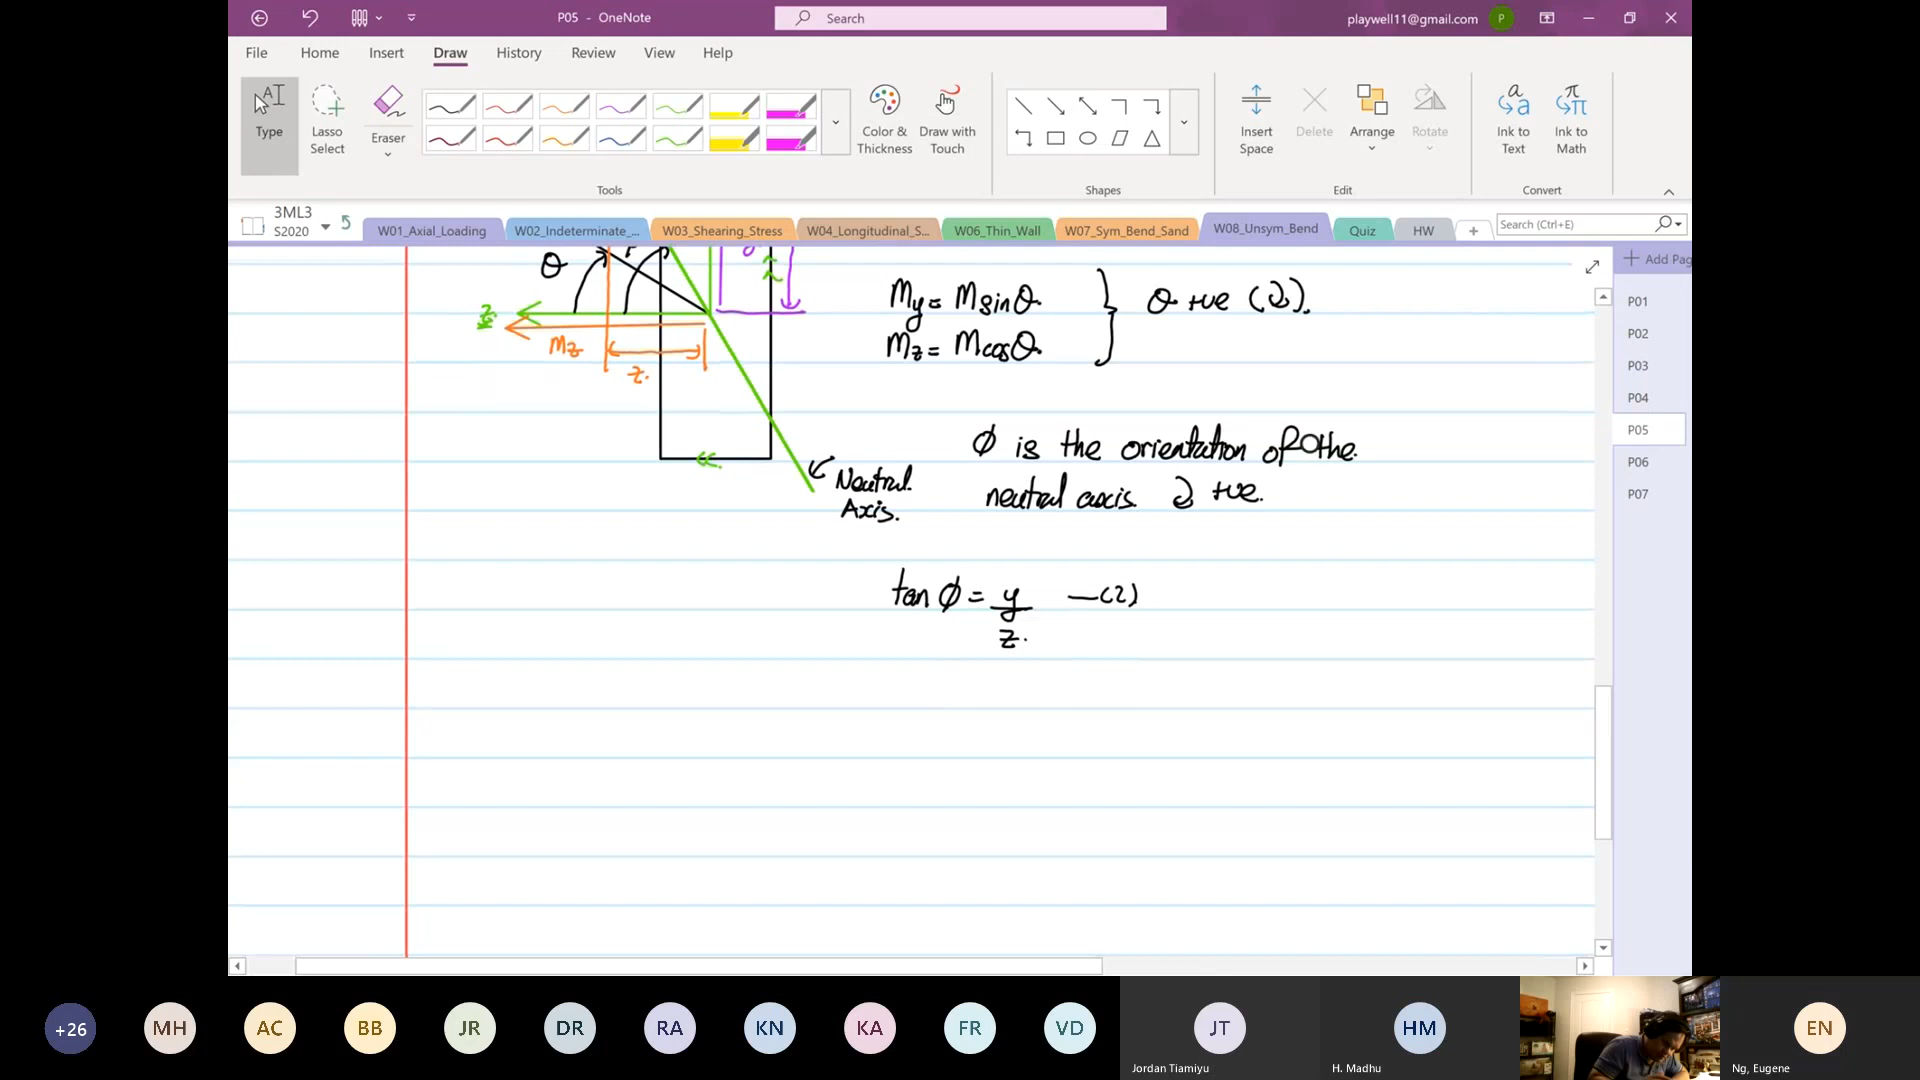 P05 - OneNote
Search
playwell11@gmail.com
P
File
Home
Insert
Draw
History
Review
View
Help
Type
Lasso
Select
Eraser
Color &
Thickness
Draw with
Touch
Insert
Space
Delete
Arrange
Rotate
Ink to
Text
Ink to
Math
Tools
Shapes
Edit
Convert
3ML3
S2020
W01_Axial_Loading
W02_Indeterminate_...
W03_Shearing_Stress
W04_Longitudinal_S...
W06_Thin_Wall
W07_Sym_Bend_Sand
W08_Unsym_Bend
Quiz
HW
Search (Ctrl+E)
Add Pag
P01
P02
P03
P04
P05
P06
P07
θ
z
Mz
z.
My = M sinθ
Mz = M cosθ
θ +ve (2).
Neutral.
Axis.
φ is the orientation of the
neutral axis +ve.
tan φ = y —(2)
z.
+26
MH
AC
BB
JR
DR
RA
KN
KA
FR
VD
JT
Jordan Tiamiyu
HM
H. Madhu
EN
Ng, Eugene